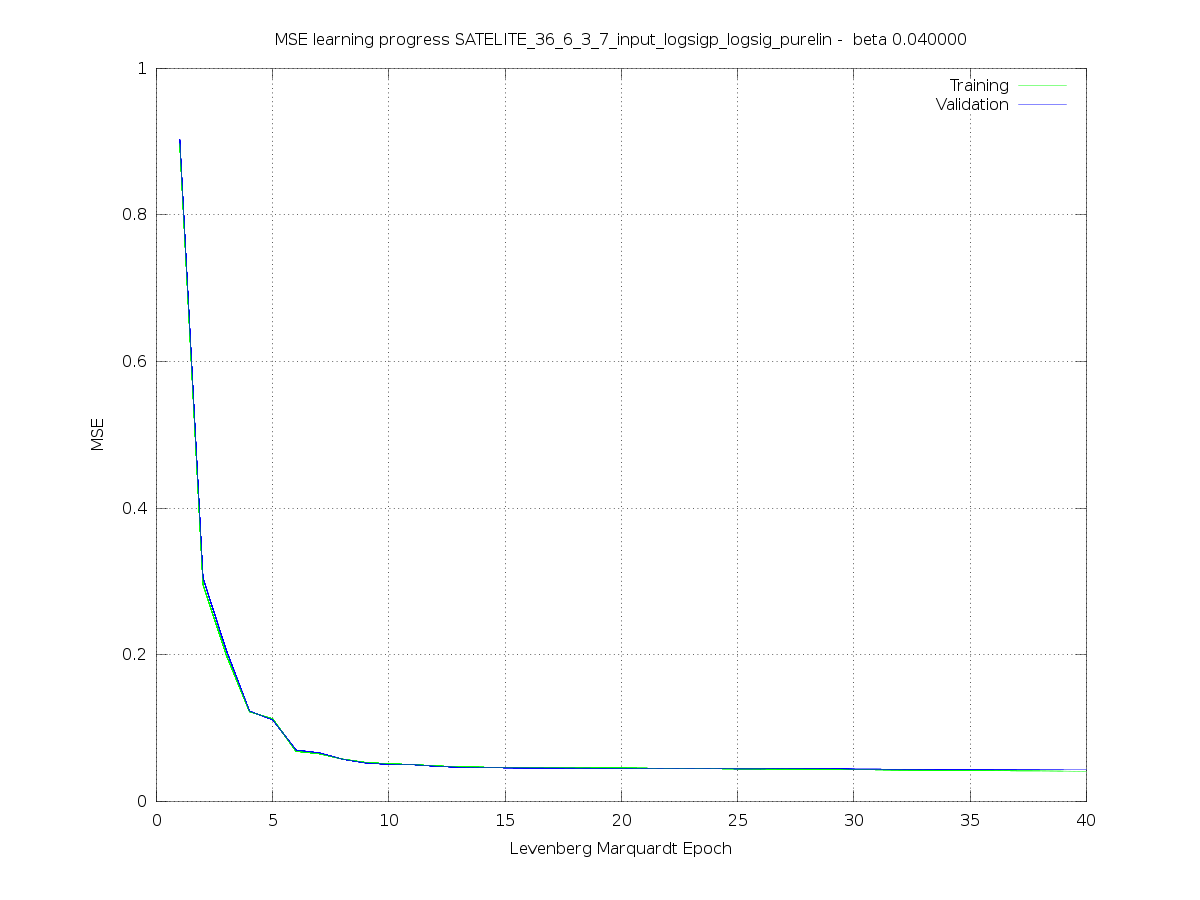 MSE learning progress SATELITE_36_6_3_7_input_logsigp_logsig_purelin - beta 0.040000
1
Training
Validation
0.8
0.6
MSE
0.4
0.2
0
0 5 10 15 20 25 30 35 40
Levenberg Marquardt Epoch